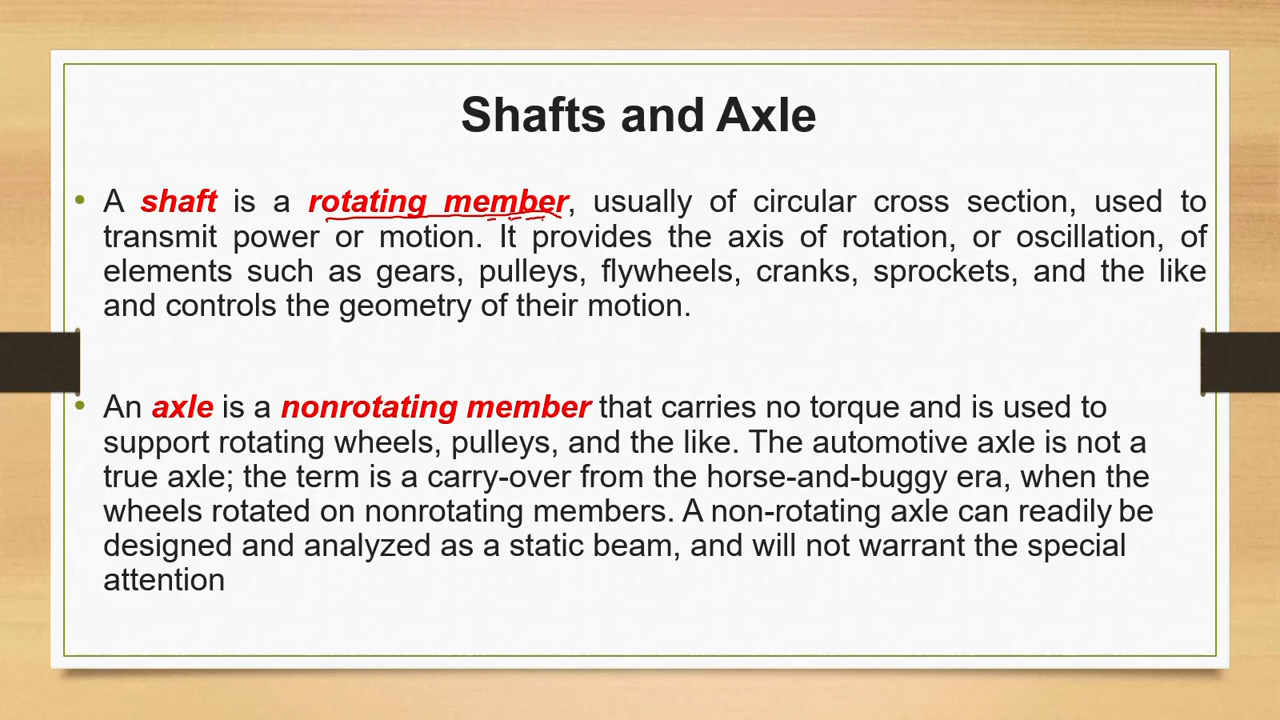 Shafts and Axle
• A shaft is a rotating member, usually of circular cross section, used to
transmit power or motion. It provides the axis of rotation, or oscillation, of
elements such as gears, pulleys, flywheels, cranks, sprockets, and the like
and controls the geometry of their motion.
• An axle is a nonrotating member that carries no torque and is used to
support rotating wheels, pulleys, and the like. The automotive axle is not a
true axle; the term is a carry-over from the horse-and-buggy era, when the
wheels rotated on nonrotating members. A non-rotating axle can readily be
designed and analyzed as a static beam, and will not warrant the special
attention